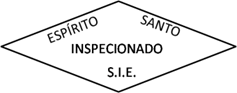 ESPÍRITO SANTO
INSPECIONADO
S.I.E.